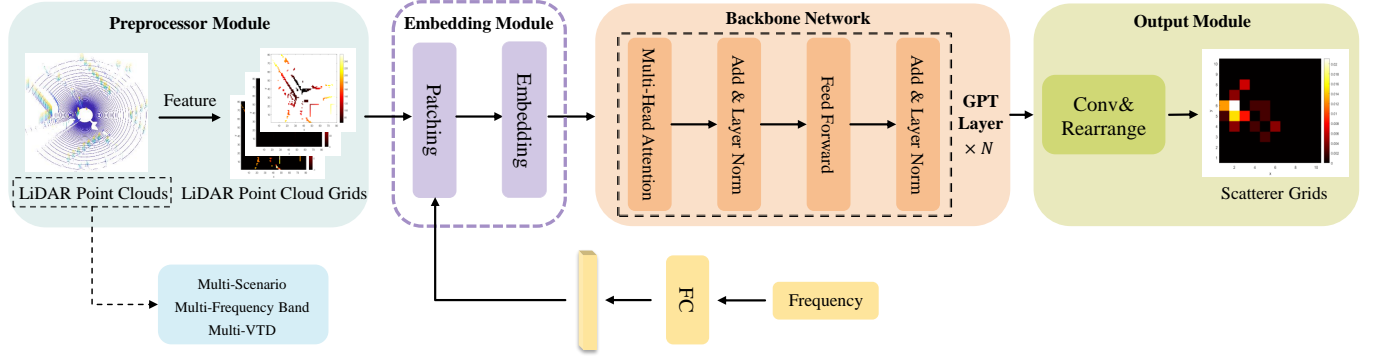 Preprocessor Module
Feature
LiDAR Point Clouds
LiDAR Point Cloud Grids
Multi-Scenario
Multi-Frequency Band
Multi-VTD
Embedding Module
Patching
Embedding
Backbone Network
Multi-Head Attention
Add & Layer Norm
Feed Forward
Add & Layer Norm
GPT
Layer
× N
Output Module
Conv&
Rearrange
Scatterer Grids
FC
Frequency